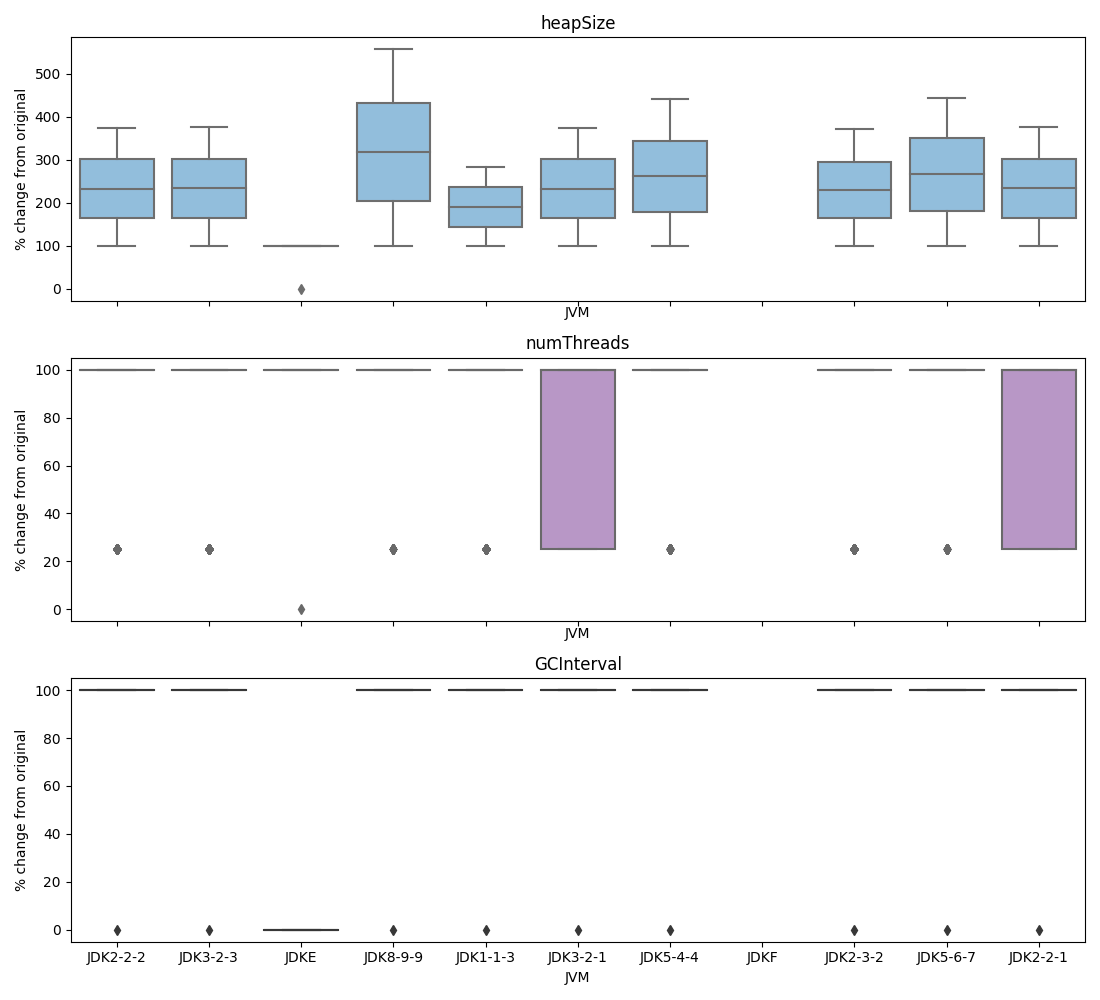 heapSize
% change from original
500
400
300
200
100
0
JVM
numThreads
% change from original
100
80
60
40
20
0
JVM
GCInterval
% change from original
100
80
60
40
20
0
JDK2-2-2 JDK3-2-3 JDKE JDK8-9-9 JDK1-1-3 JDK3-2-1 JDK5-4-4 JDKF JDK2-3-2 JDK5-6-7 JDK2-2-1
JVM